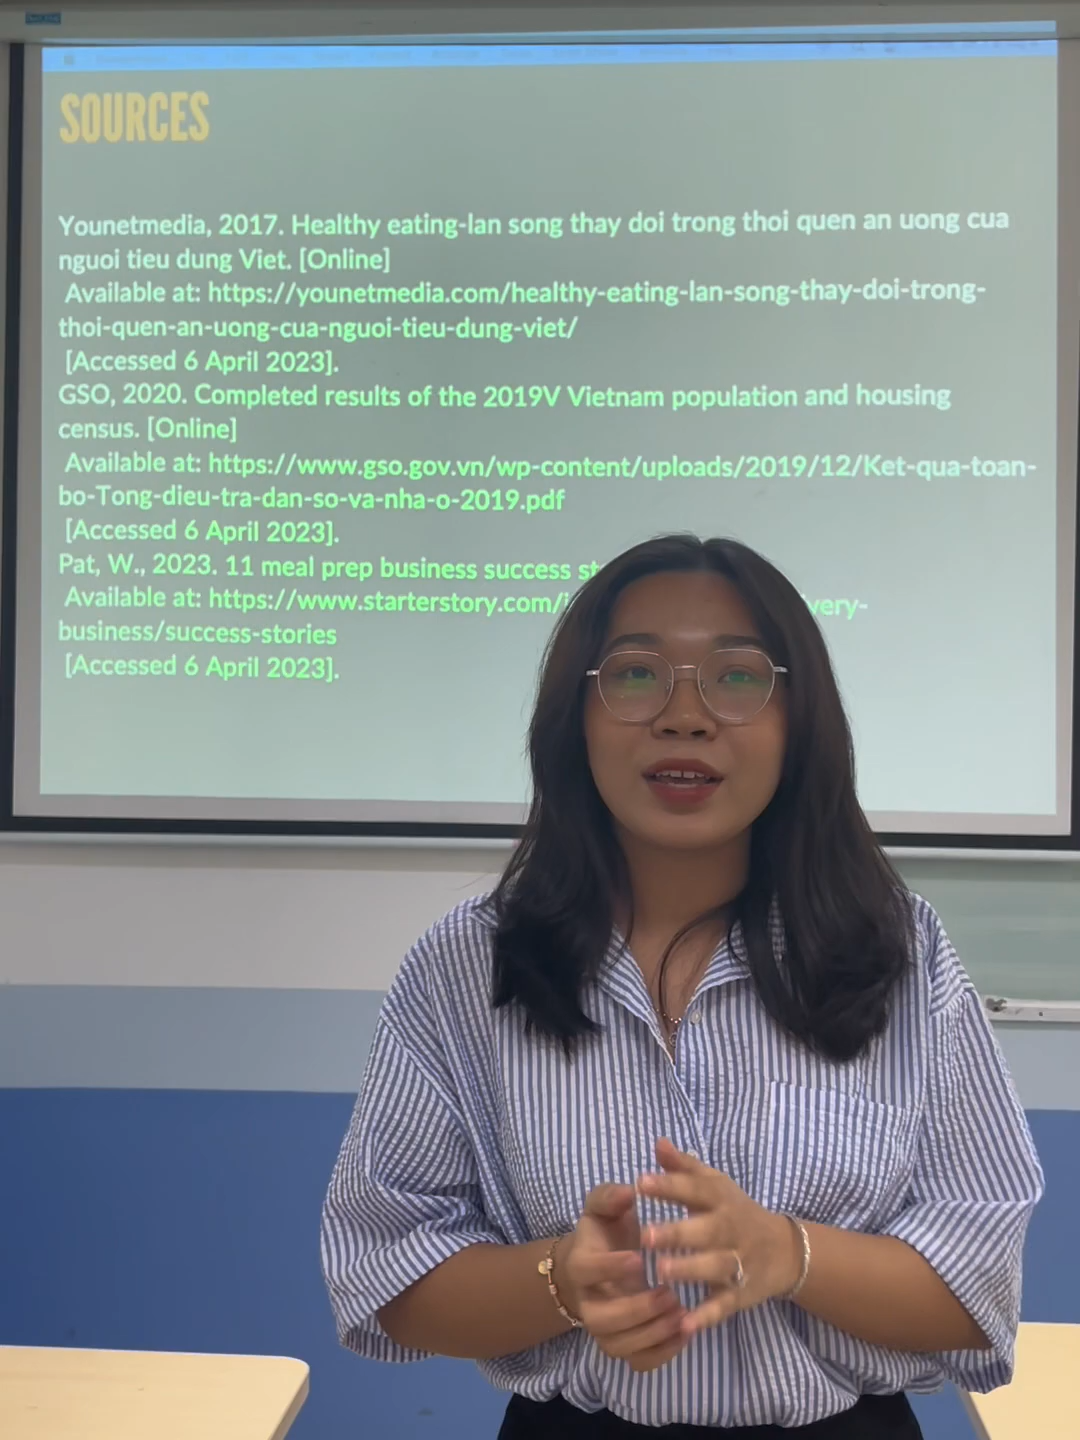 SOURCES
Younetmedia, 2017. Healthy eating-lan song thay doi trong thoi quen an uong cua
nguoi tieu dung Viet. [Online]
Available at: https://younetmedia.com/healthy-eating-lan-song-thay-doi-trong-
thoi-quen-an-uong-cua-nguoi-tieu-dung-viet/
[Accessed 6 April 2023].
GSO, 2020. Completed results of the 2019V Vietnam population and housing
census. [Online]
Available at: https://www.gso.gov.vn/wp-content/uploads/2019/12/Ket-qua-toan-
bo-Tong-dieu-tra-dan-so-va-nha-o-2019.pdf
[Accessed 6 April 2023].
Pat, W., 2023. 11 meal prep business success
Available at: https://www.starterstory.com/i very-
business/success-stories
[Accessed 6 April 2023].